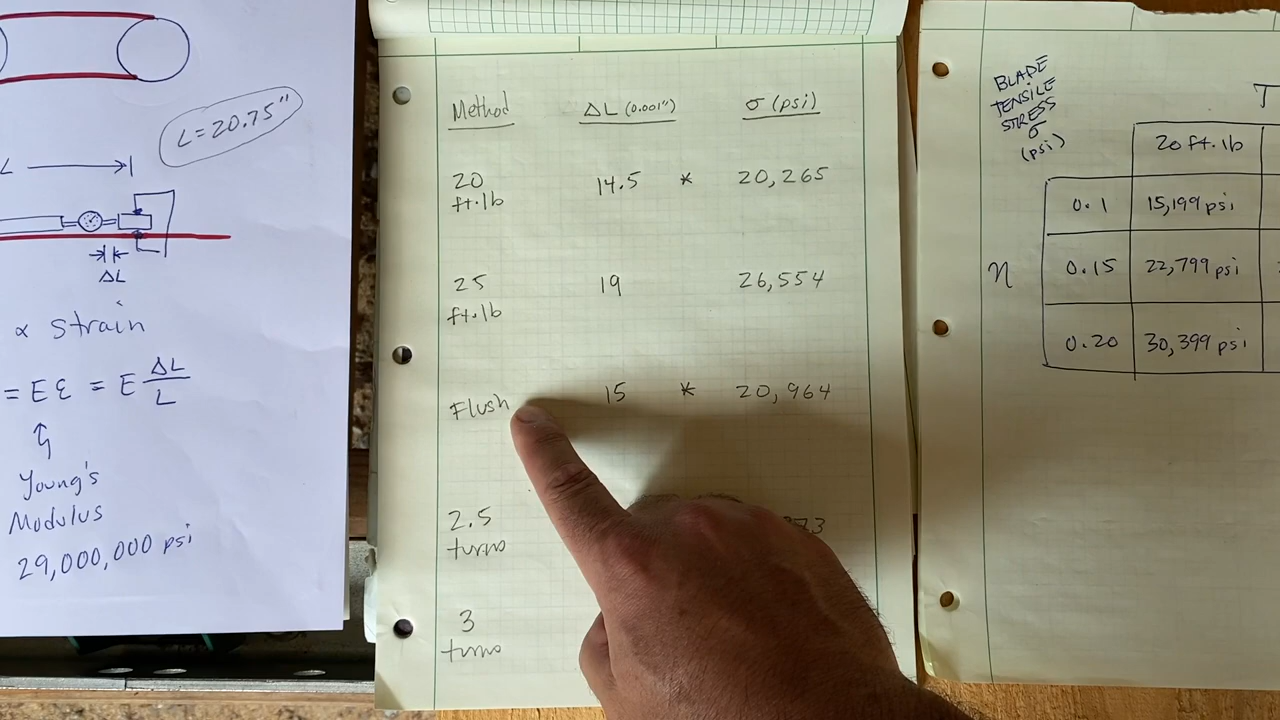 L = 20.75"
L
ΔL
∝ strain
= Eε = E ΔL/L
Young's
Modulus
29,000,000 psi
Method ΔL (0.001") σ (psi)
20 ft.lb 14.5 * 20,265
25 ft.lb 19 26,554
Flush 15 * 20,964
2.5 turns
3 turns
BLADE
TENSILE
STRESS
σ
(psi)
T
20 ft.lb
0.1 15,199 psi
η 0.15 22,799 psi
0.20 30,399 psi